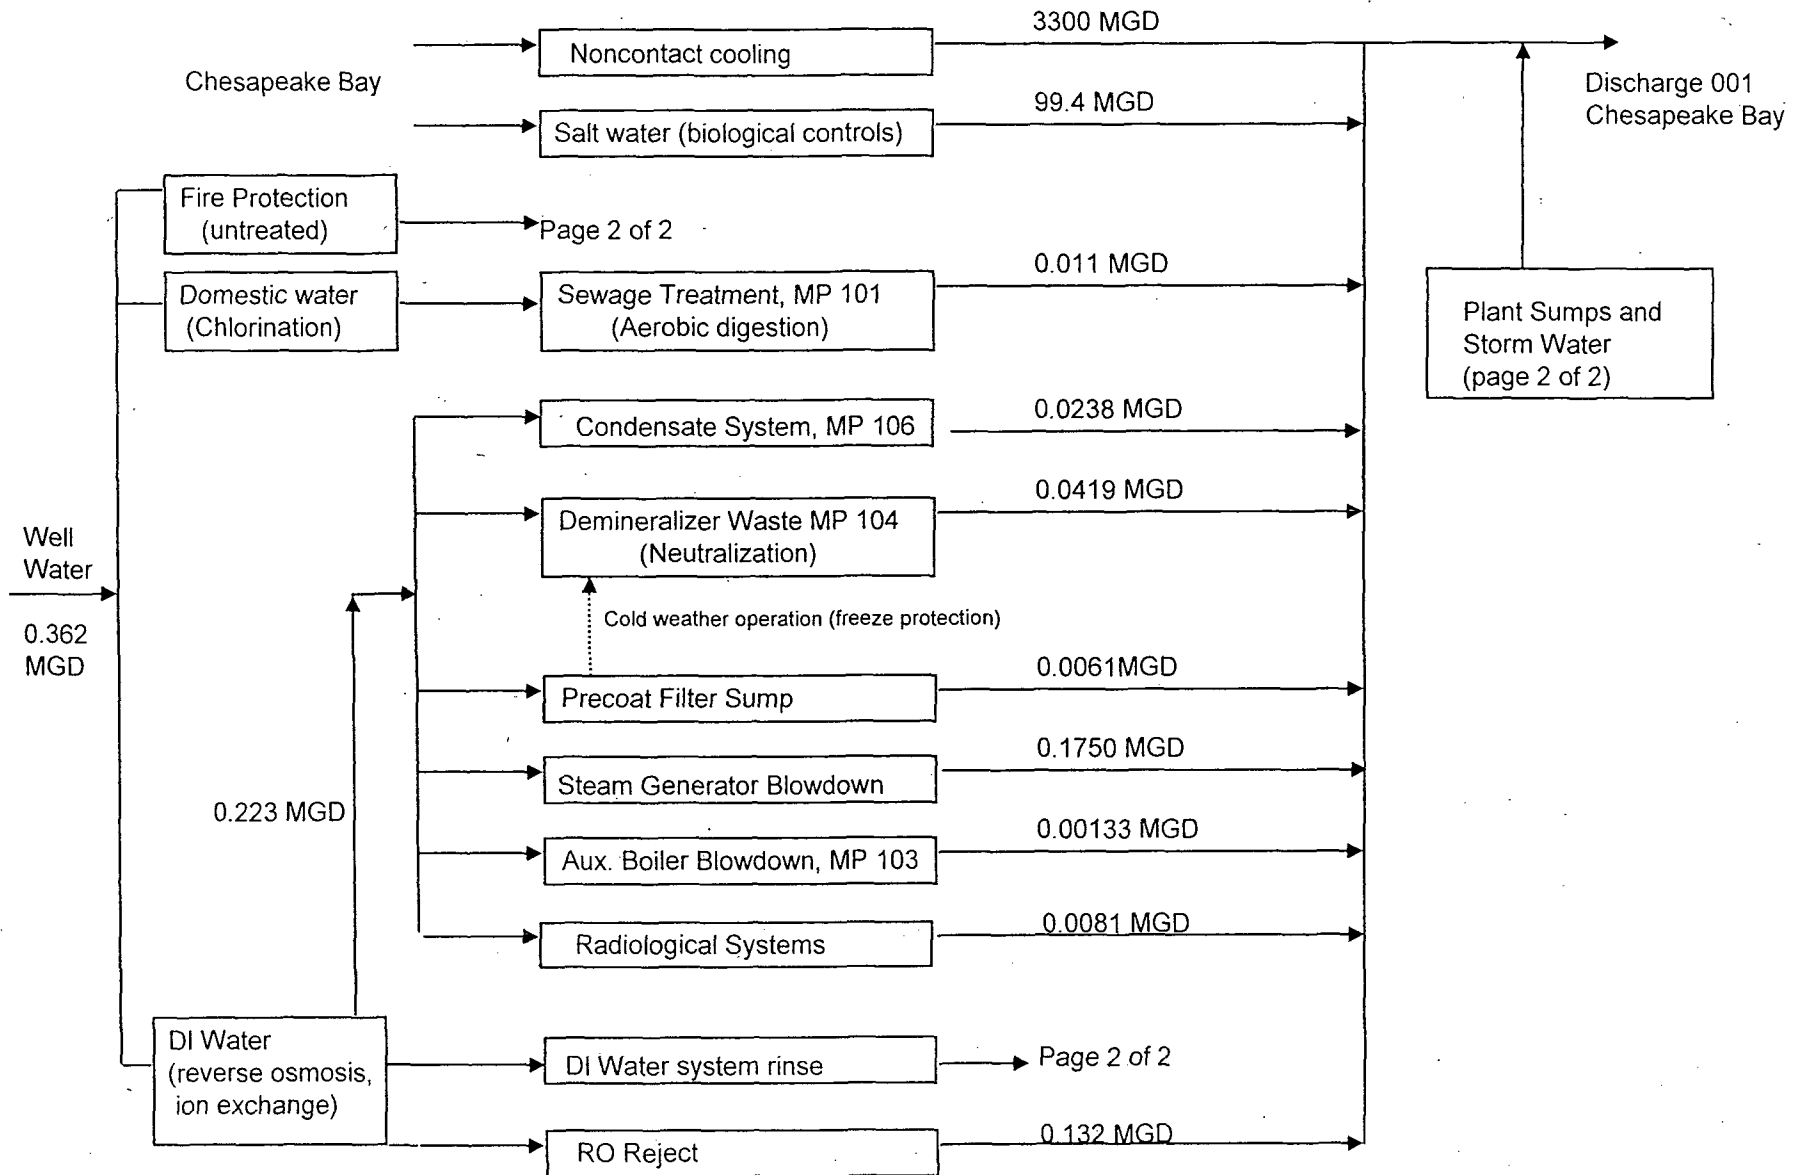 3300 MGD
Noncontact cooling
Chesapeake Bay
Discharge 001
Chesapeake Bay
99.4 MGD
Salt water (biological controls)
Fire Protection
(untreated)
Page 2 of 2
0.011 MGD
Domestic water
(Chlorination)
Sewage Treatment, MP 101
(Aerobic digestion)
Plant Sumps and
Storm Water
(page 2 of 2)
0.0238 MGD
Condensate System, MP 106
0.0419 MGD
Demineralizer Waste MP 104
(Neutralization)
Well
Water
0.362
MGD
Cold weather operation (freeze protection)
0.0061MGD
Precoat Filter Sump
0.1750 MGD
Steam Generator Blowdown
0.223 MGD
0.00133 MGD
Aux. Boiler Blowdown, MP 103
0.0081 MGD
Radiological Systems
DI Water
(reverse osmosis,
ion exchange)
DI Water system rinse
Page 2 of 2
0.132 MGD
RO Reject